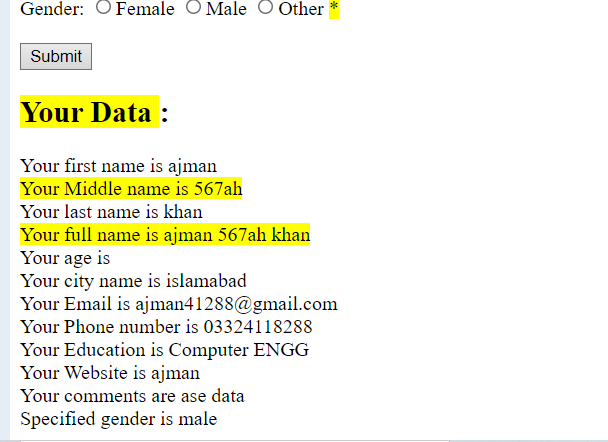 Gender: Female Male Other *
Submit
Your Data :
Your first name is ajman
Your Middle name is 567ah
Your last name is khan
Your full name is ajman 567ah khan
Your age is
Your city name is islamabad
Your Email is ajman41288@gmail.com
Your Phone number is 03324118288
Your Education is Computer ENGG
Your Website is ajman
Your comments are ase data
Specified gender is male